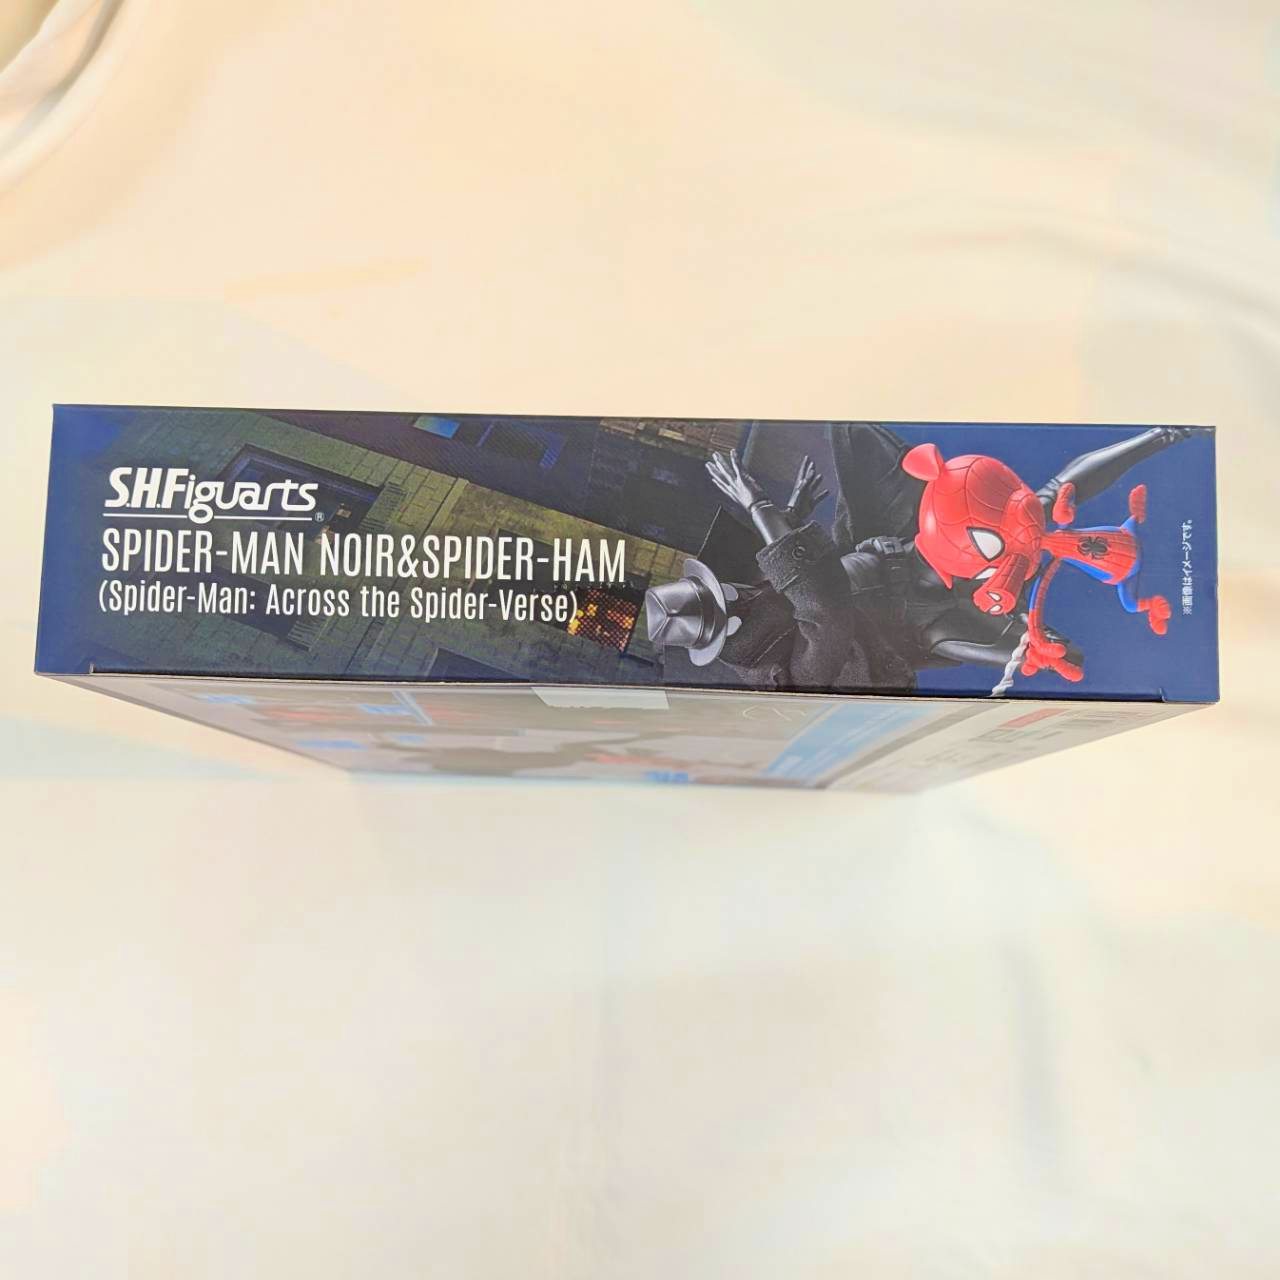 S.H.Figuarts®
SPIDER-MAN NOIR&SPIDER-HAM
(Spider-Man: Across the Spider-Verse)
※画像はイメージです。